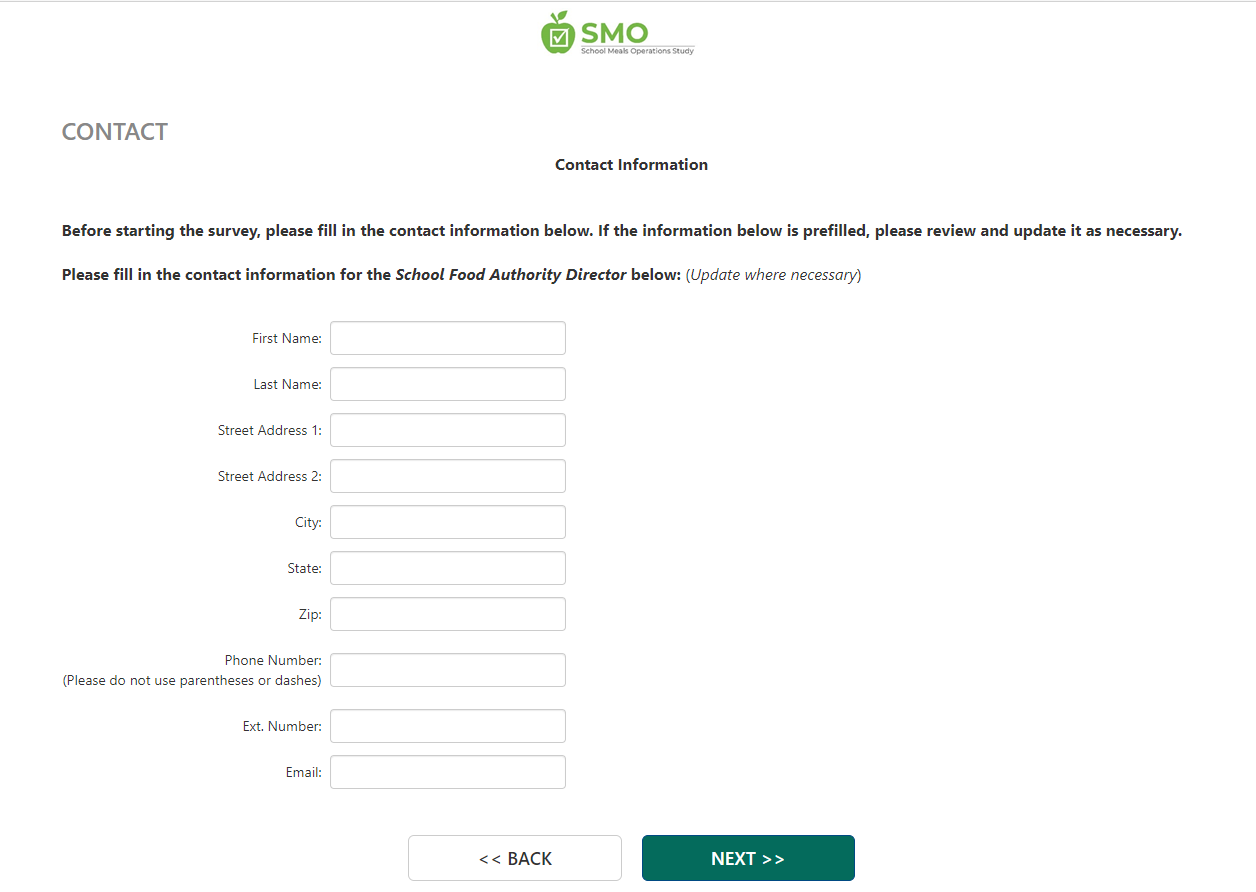 SMO
School Meals Operations Study
CONTACT
Contact Information
Before starting the survey, please fill in the contact information below. If the information below is prefilled, please review and update it as necessary.
Please fill in the contact information for the School Food Authority Director below: (Update where necessary)
First Name:
Last Name:
Street Address 1:
Street Address 2:
City:
State:
Zip:
Phone Number:
(Please do not use parentheses or dashes)
Ext. Number:
Email:
<< BACK
NEXT >>